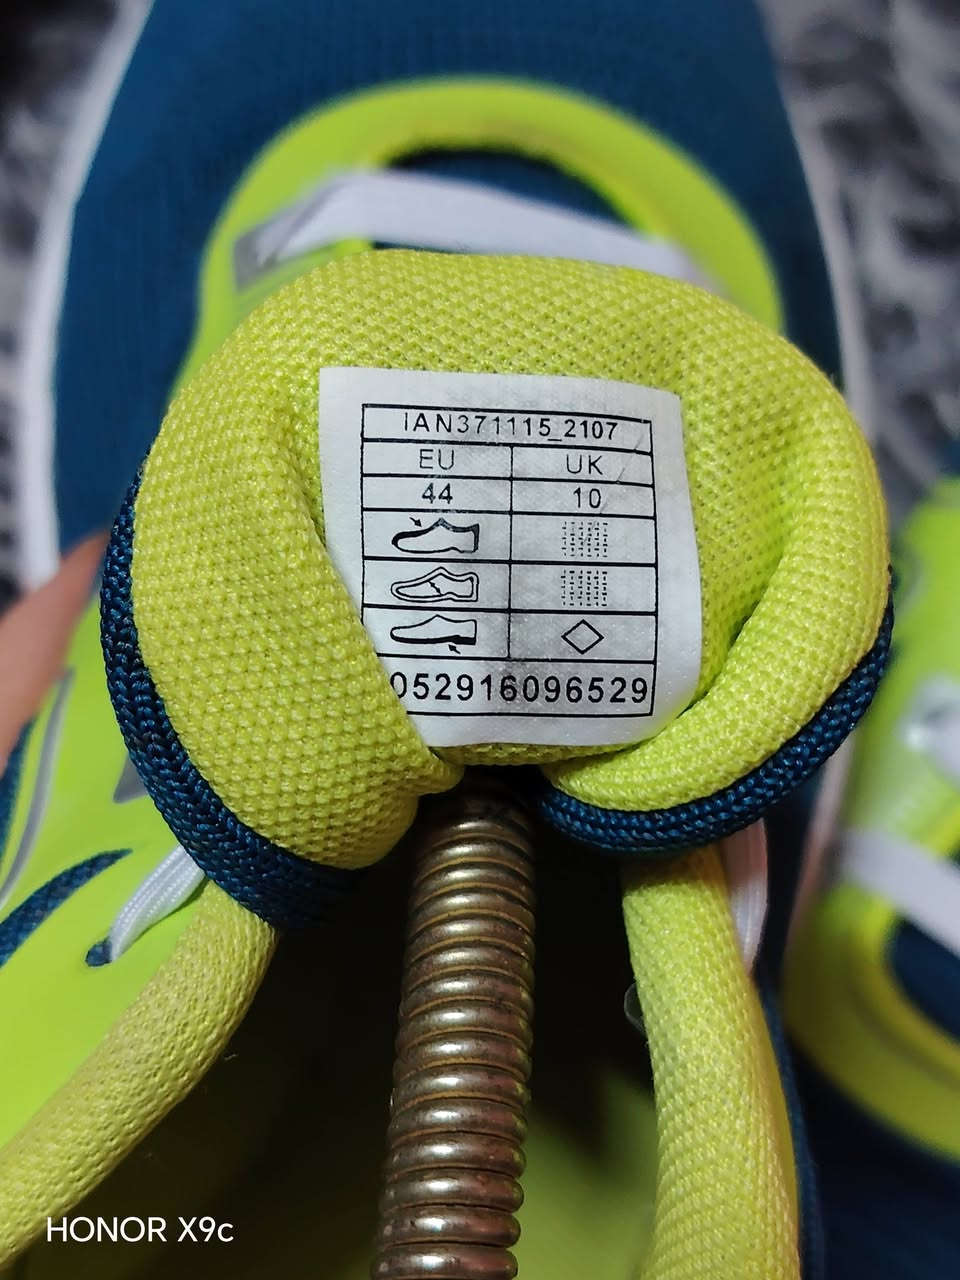 IAN371115_2107
EU UK
44 10
052916096529
HONOR X9c